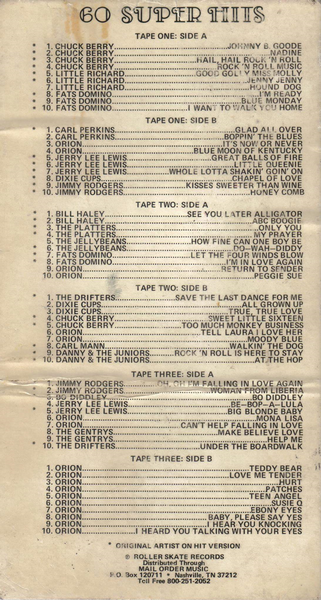 60 SUPER HITS
TAPE ONE: SIDE A
* 1. CHUCK BERRY JOHNNY B. GOODE
* 2. CHUCK BERRY NADINE
* 3. CHUCK BERRY HAIL, HAIL ROCK 'N ROLL
* 4. CHUCK BERRY ROCK 'N ROLL MUSIC
* 5. LITTLE RICHARD GOOD GOLLY MISS MOLLY
* 6. LITTLE RICHARD JENNY JENNY
7. LITTLE RICHARD HOUND DOG
* 8. FATS DOMINO I'M READY
* 9. FATS DOMINO BLUE MONDAY
* 10. FATS DOMINO I WANT TO WALK YOU HOME
TAPE ONE: SIDE B
* 1. CARL PERKINS GLAD ALL OVER
* 2. CARL PERKINS BOPPIN' THE BLUES
3. ORION IT'S NOW OR NEVER
4. ORION BLUE MOON OF KENTUCKY
* 5. JERRY LEE LEWIS GREAT BALLS OF FIRE
* 6. JERRY LEE LEWIS LITTLE QUEENIE
* 7. JERRY LEE LEWIS WHOLE LOTTA SHAKIN' GOIN' ON
* 8. DIXIE CUPS CHAPEL OF LOVE
* 9. JIMMY RODGERS KISSES SWEETER THAN WINE
* 10. JIMMY RODGERS HONEY COMB
TAPE TWO: SIDE A
* 1. BILL HALEY SEE YOU LATER ALLIGATOR
* 2. BILL HALEY ABC BOOGIE
* 3. THE PLATTERS ONLY YOU
* 4. THE PLATTERS MY PRAYER
* 5. THE JELLYBEANS HOW FINE CAN ONE BOY BE
* 6. THE JELLYBEANS DO-WAH-DIDDY
* 7. FATS DOMINO LET THE FOUR WINDS BLOW
* 8. FATS DOMINO I'M IN LOVE AGAIN
9. ORION RETURN TO SENDER
10. ORION PEGGIE SUE
TAPE TWO: SIDE B
* 1. THE DRIFTERS SAVE THE LAST DANCE FOR ME
* 2. DIXIE CUPS ALL GROWN UP
* 3. DIXIE CUPS TRUE, TRUE LOVE
* 4. CHUCK BERRY SWEET LITTLE SIXTEEN
* 5. CHUCK BERRY TOO MUCH MONKEY BUSINESS
6. ORION TELL LAURA I LOVE HER
7. ORION MOODY BLUE
* 8. CARL MANN WALKIN' THE DOG
* 9. DANNY & THE JUNIORS ROCK 'N ROLL IS HERE TO STAY
* 10. DANNY & THE JUNIORS AT THE HOP
TAPE THREE: SIDE A
* 1. JIMMY RODGERS OH, OH I'M FALLING IN LOVE AGAIN
* 2. JIMMY RODGERS WOMAN FROM LIBERIA
* 3. BO DIDDLEY BO DIDDLEY
4. JERRY LEE LEWIS BE-BOP-A-LULA
* 5. JERRY LEE LEWIS BIG BLONDE BABY
6. ORION MONA LISA
7. ORION CAN'T HELP FALLING IN LOVE
* 8. THE GENTRYS MAKE BELIEVE LOVE
9. THE GENTRYS HELP ME
* 10. THE DRIFTERS UNDER THE BOARDWALK
TAPE THREE: SIDE B
1. ORION TEDDY BEAR
2. ORION LOVE ME TENDER
3. ORION HURT
4. ORION PATCHES
5. ORION TEEN ANGEL
6. ORION SUSIE Q
7. ORION EBONY EYES
8. ORION BABY, PLEASE SAY YES
9. ORION I HEAR YOU KNOCKING
10. ORION I HEARD YOU TALKING WITH YOUR EYES
* ORIGINAL ARTIST ON HIT VERSION
℗ ROLLER SKATE RECORDS
Distributed Through
MAIL ORDER MUSIC
P.O. Box 120711 • Nashville, TN 37212
Toll Free 800-251-2052